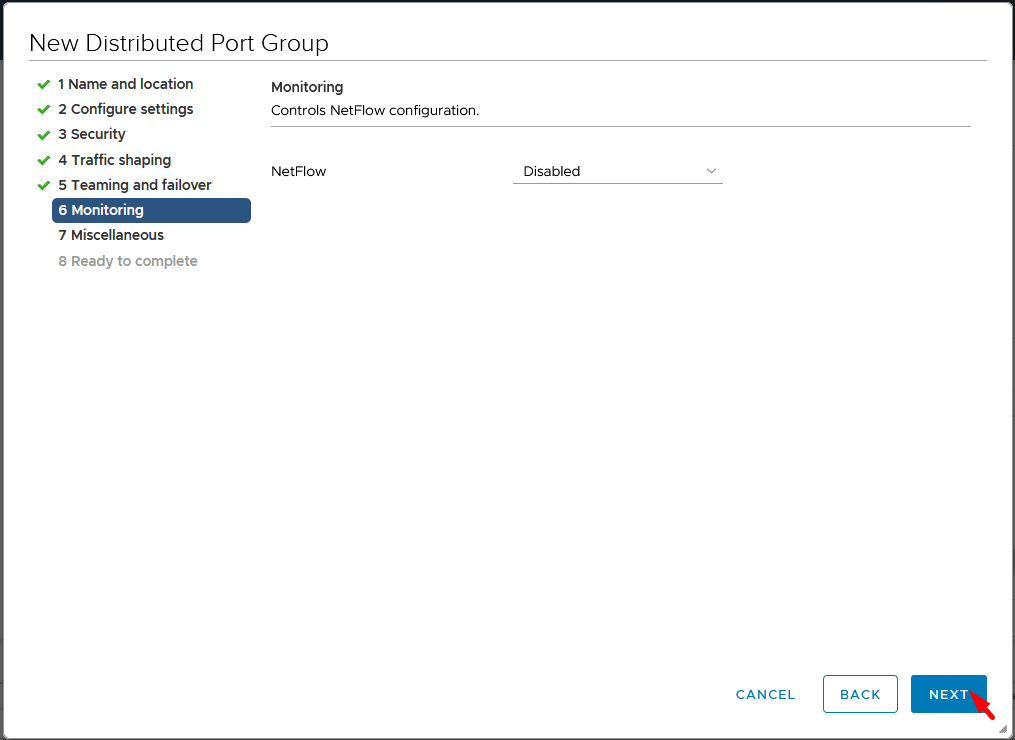 New Distributed Port Group
1 Name and location
2 Configure settings
3 Security
4 Traffic shaping
5 Teaming and failover
6 Monitoring
7 Miscellaneous
8 Ready to complete
Monitoring
Controls NetFlow configuration.
NetFlow Disabled
CANCEL BACK NEXT